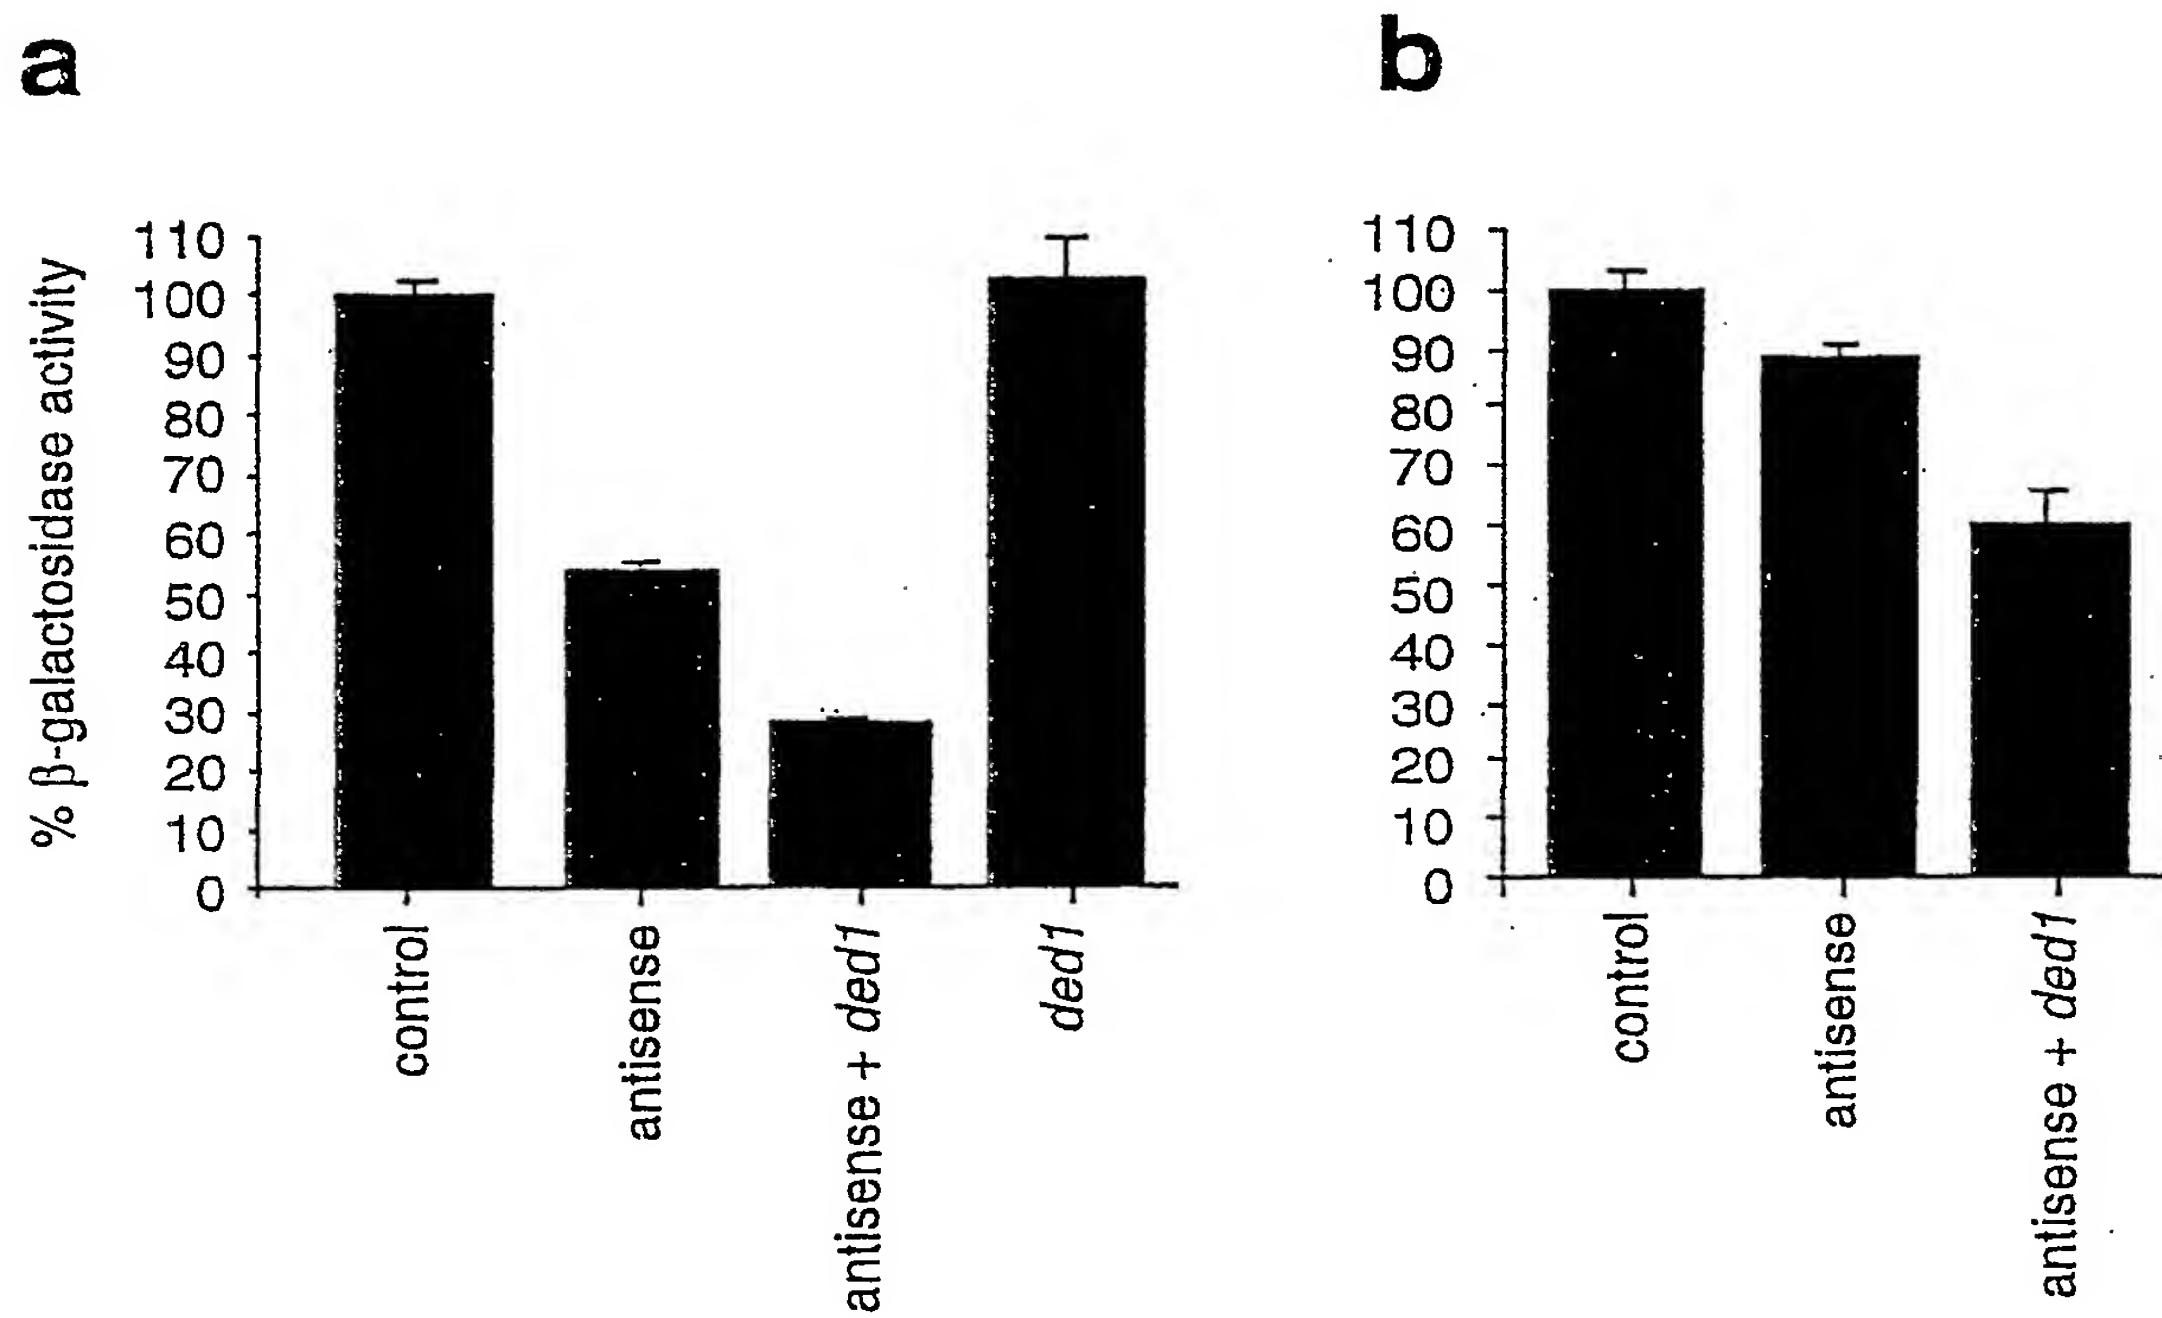 a
% β-galactosidase activity
110
100
90
80
70
60
50
40
30
20
10
0
control
antisense
antisense + ded1
ded1
b
110
100
90
80
70
60
50
40
30
20
10
0
control
antisense
antisense + ded1